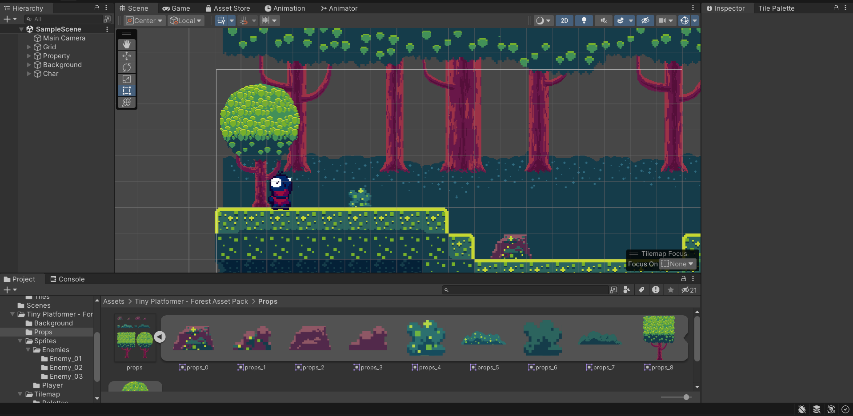 Hierarchy
Scene
Game
Asset Store
Animation
Animator
Inspector
Tile Palette
All
Center
Local
2D
SampleScene
Main Camera
Grid
Property
Background
Char
Tilemap Focus
Focus On
None
Project
Console
21
Tiles
Scenes
Tiny Platformer - For
Background
Props
Sprites
Enemies
Enemy_01
Enemy_02
Enemy_03
Player
Tilemap
Assets > Tiny Platformer - Forest Asset Pack > Props
props
props_0
props_1
props_2
props_3
props_4
props_5
props_6
props_7
props_8